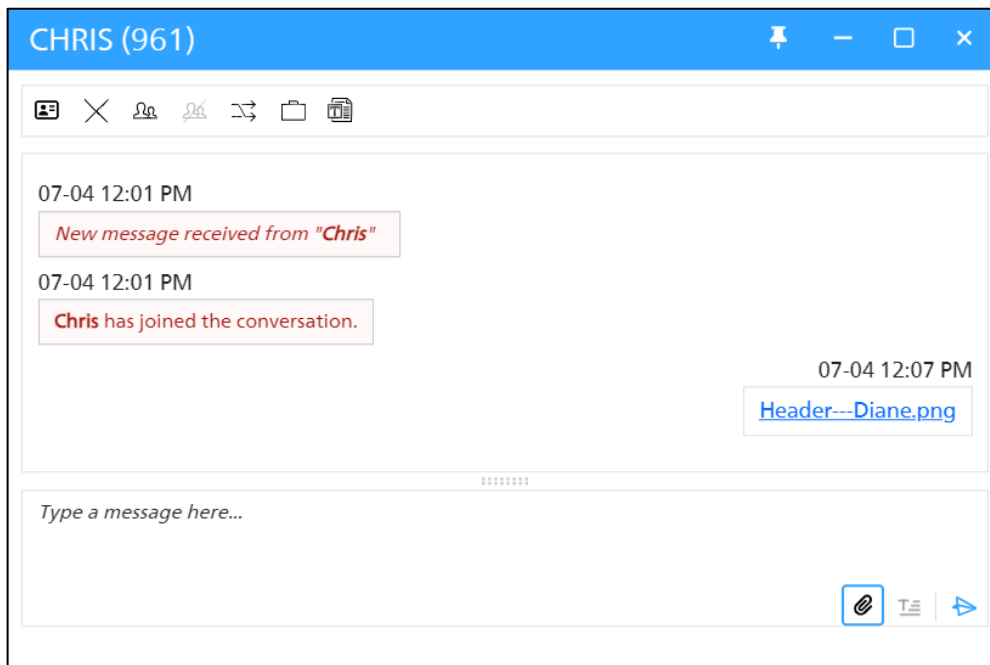 CHRIS (961)
07-04 12:01 PM
New message received from "Chris"
07-04 12:01 PM
Chris has joined the conversation.
07-04 12:07 PM
Header---Diane.png
Type a message here...